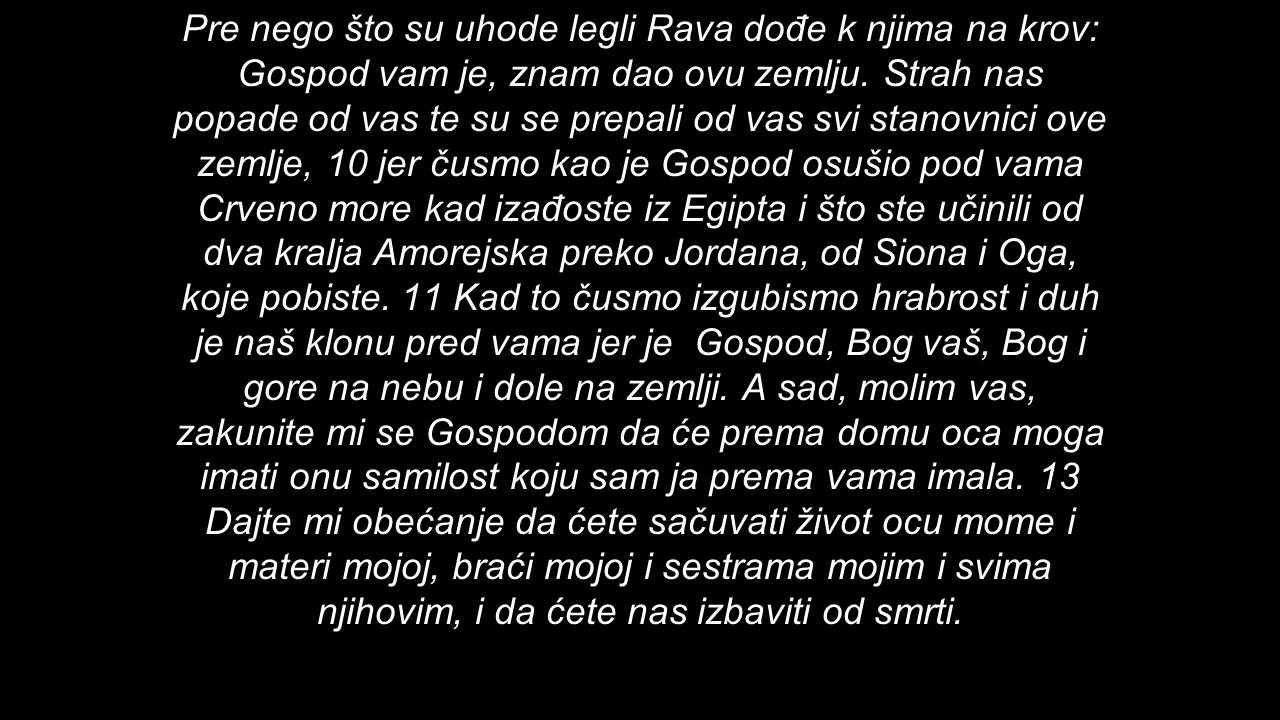 Pre nego što su uhode legli Rava dođe k njima na krov:
Gospod vam je, znam dao ovu zemlju. Strah nas
popade od vas te su se prepali od vas svi stanovnici ove
zemlje, 10 jer čusmo kao je Gospod osušio pod vama
Crveno more kad izađoste iz Egipta i što ste učinili od
dva kralja Amorejska preko Jordana, od Siona i Oga,
koje pobiste. 11 Kad to čusmo izgubismo hrabrost i duh
je naš klonu pred vama jer je  Gospod, Bog vaš, Bog i
gore na nebu i dole na zemlji. A sad, molim vas,
zakunite mi se Gospodom da će prema domu oca moga
imati onu samilost koju sam ja prema vama imala. 13
Dajte mi obećanje da ćete sačuvati život ocu mome i
materi mojoj, braći mojoj i sestrama mojim i svima
njihovim, i da ćete nas izbaviti od smrti.